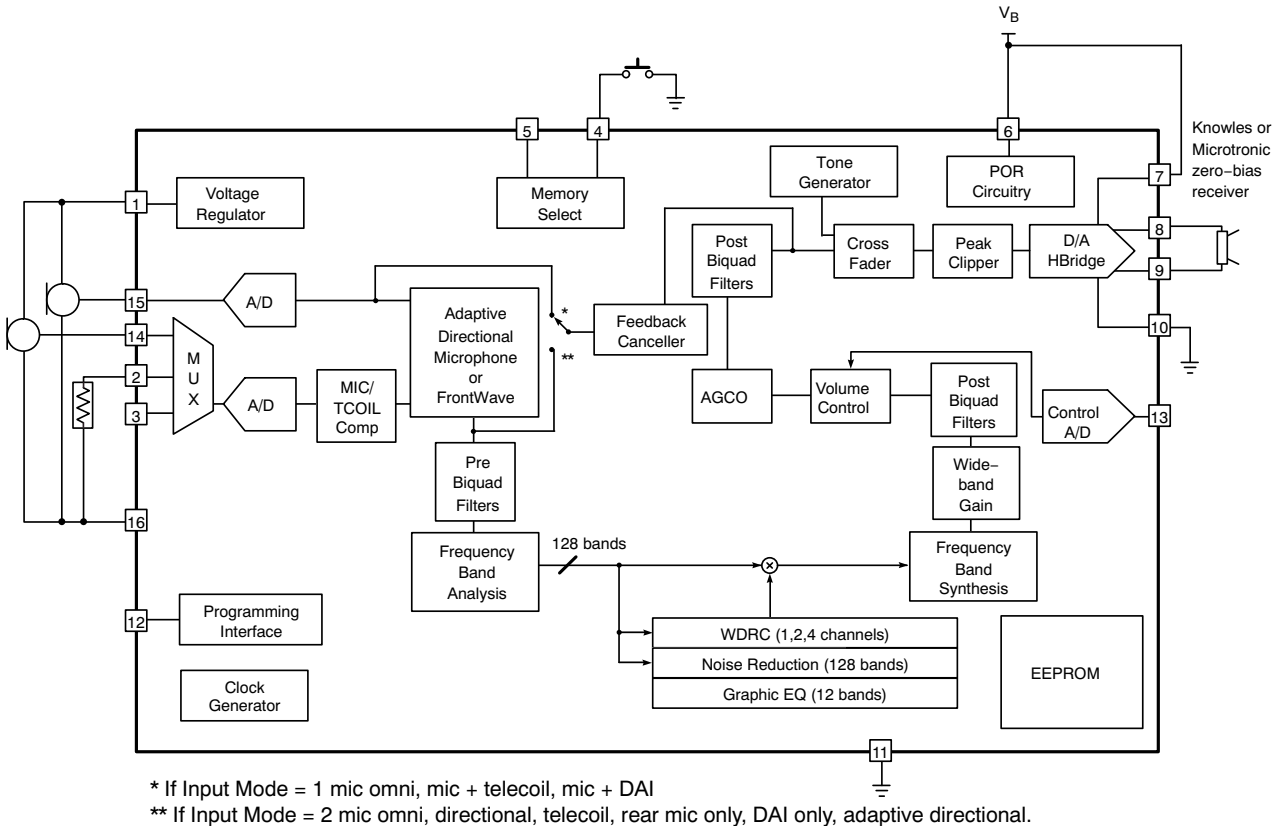 V_B
5
4
6
Knowles or
Microtronic
zero−bias
receiver
7
8
9
10
13
1
15
14
2
3
16
12
11
Voltage
Regulator
Memory
Select
Tone
Generator
POR
Circuitry
Post
Biquad
Filters
Cross
Fader
Peak
Clipper
D/A
HBridge
A/D
Adaptive
Directional
Microphone
or
FrontWave
*
**
Feedback
Canceller
M
U
X
A/D
MIC/
TCOIL
Comp
AGCO
Volume
Control
Post
Biquad
Filters
Control
A/D
Pre
Biquad
Filters
Wide−
band
Gain
Frequency
Band
Analysis
128 bands
×
Frequency
Band
Synthesis
Programming
Interface
WDRC (1,2,4 channels)
Noise Reduction (128 bands)
Graphic EQ (12 bands)
EEPROM
Clock
Generator
* If Input Mode = 1 mic omni, mic + telecoil, mic + DAI
** If Input Mode = 2 mic omni, directional, telecoil, rear mic only, DAI only, adaptive directional.